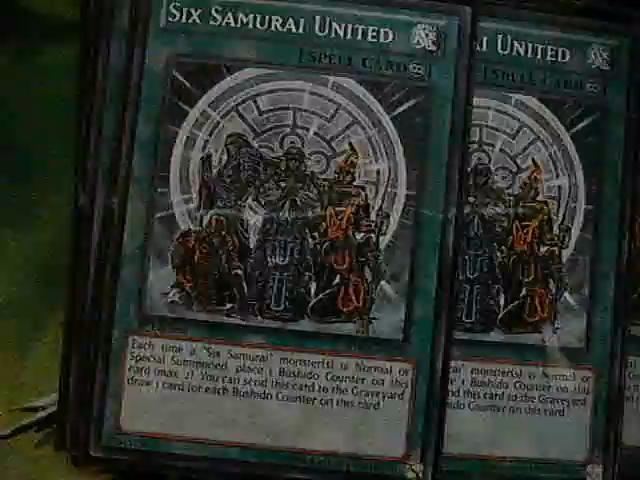 SIX SAMURAI UNITED
[SPELL CARD
Each time a "Six Samurai" monster(s) is Normal or
Special Summoned, place 1 Bushido Counter on this
card (max. 2). You can send this card to the Graveyard
draw 1 card for each Bushido Counter on this card
AI UNITED
[SPELL CARD
rai" monster(s) is Normal or
1 Bushido Counter on this
nd this card to the Graveyard
ido Counter on this card